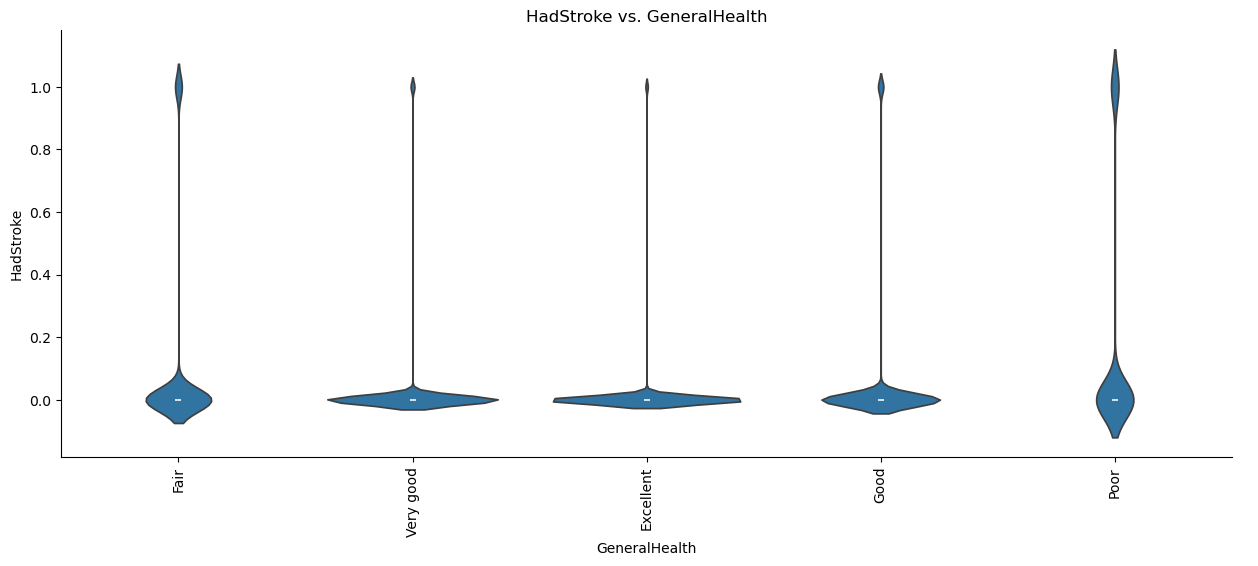 HadStroke vs. GeneralHealth
HadStroke
1.0
0.8
0.6
0.4
0.2
0.0
Fair
Very good
Excellent
Good
Poor
GeneralHealth